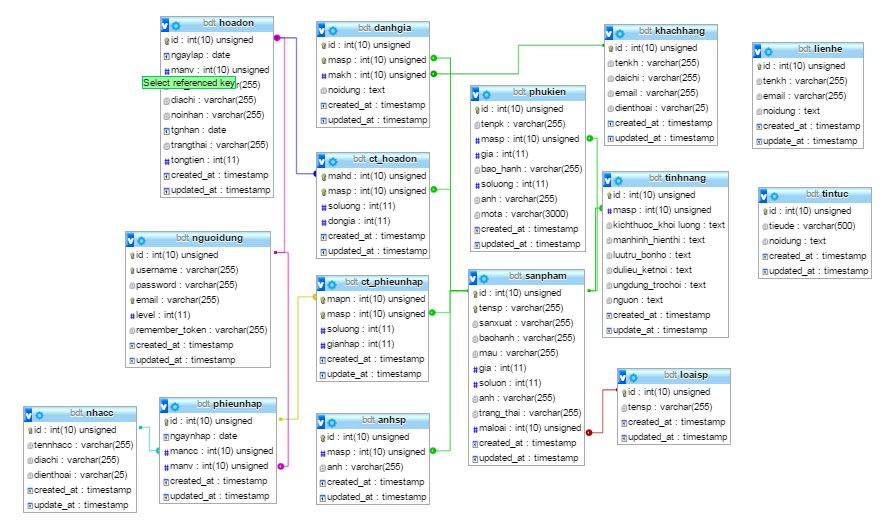 bdt hoadon
id : int(10) unsigned
ngaylap : date
manv : int(10) unsigned
Select referenced key
(255)
diachi : varchar(255)
noinhan : varchar(255)
tgnhan : date
trangthai : varchar(255)
tongtien : int(11)
created_at : timestamp
updated_at : timestamp
bdt danhgia
id : int(10) unsigned
masp : int(10) unsigned
makh : int(10) unsigned
noidung : text
created_at : timestamp
updated_at : timestamp
bdt khachhang
id : int(10) unsigned
tenkh : varchar(255)
daichi : varchar(255)
email : varchar(255)
dienthoai : varchar(25)
created_at : timestamp
updated_at : timestamp
bdt lienhe
id : int(10) unsigned
tenkh : varchar(255)
email : varchar(255)
noidung : text
created_at : timestamp
updated_at : timestamp
bdt phukien
id : int(10) unsigned
tenpk : varchar(255)
masp : int(10) unsigned
gia : int(11)
bao_hanh : varchar(255)
soluong : int(11)
anh : varchar(255)
mota : varchar(3000)
created_at : timestamp
updated_at : timestamp
bdt ct_hoadon
mahd : int(10) unsigned
masp : int(10) unsigned
soluong : int(11)
dongia : int(11)
created_at : timestamp
updated_at : timestamp
bdt tinhnang
id : int(10) unsigned
masp : int(10) unsigned
kichthuoc_khoi luong : text
manhinh_hienthi : text
luutru_bonho : text
dulieu_ketnoi : text
ungdung_trochoi : text
nguon : text
created_at : timestamp
update_at : timestamp
bdt tintuc
id : int(10) unsigned
tieude : varchar(500)
noidung : text
created_at : timestamp
updated_at : timestamp
bdt nguoidung
id : int(10) unsigned
username : varchar(255)
password : varchar(255)
email : varchar(255)
level : int(11)
remember_token : varchar(255)
created_at : timestamp
updated_at : timestamp
bdt ct_phieunhap
mapn : int(10) unsigned
masp : int(10) unsigned
soluong : int(11)
gianhap : int(11)
created_at : timestamp
update_at : timestamp
bdt sanpham
id : int(10) unsigned
tensp : varchar(255)
sanxuat : varchar(255)
baohanh : varchar(255)
mau : varchar(255)
gia : int(11)
soluon : int(11)
anh : varchar(255)
trang_thai : varchar(255)
maloai : int(10) unsigned
created_at : timestamp
updated_at : timestamp
bdt loaisp
id : int(10) unsigned
tensp : varchar(255)
created_at : timestamp
updated_at : timestamp
bdt nhacc
id : int(10) unsigned
tennhacc : varchar(255)
diachi : varchar(255)
dienthoai : varchar(25)
created_at : timestamp
updated_at : timestamp
bdt phieunhap
id : int(10) unsigned
ngaynhap : date
mancc : int(10) unsigned
manv : int(10) unsigned
created_at : timestamp
updated_at : timestamp
bdt anhsp
id : int(10) unsigned
masp : int(10) unsigned
anh : varchar(255)
created_at : timestamp
updated_at : timestamp